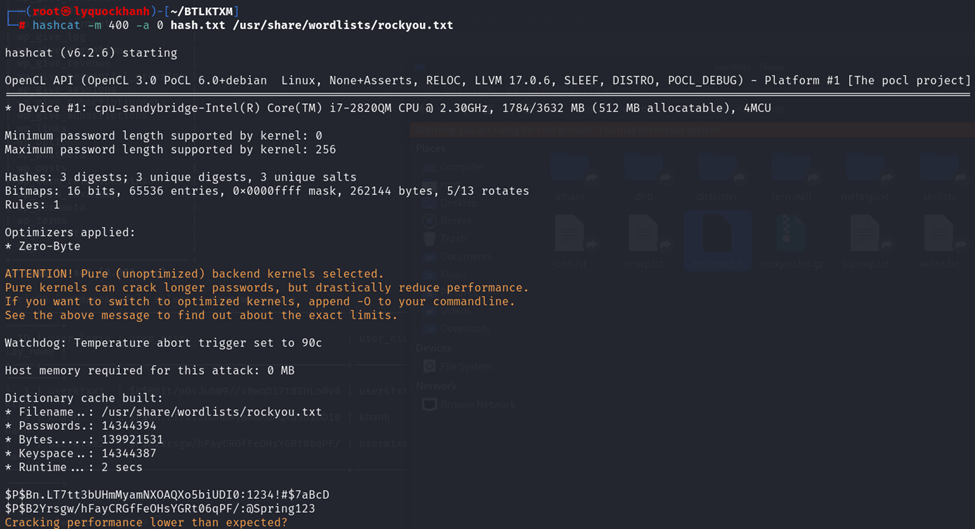 ┌──(root㉿lyquockhanh)-[~/BTLKTXM]
└─# hashcat -m 400 -a 0 hash.txt /usr/share/wordlists/rockyou.txt
hashcat (v6.2.6) starting
OpenCL API (OpenCL 3.0 PoCL 6.0+debian  Linux, None+Asserts, RELOC, LLVM 17.0.6, SLEEF, DISTRO, POCL_DEBUG) - Platform #1 [The pocl project]
* Device #1: cpu-sandybridge-Intel(R) Core(TM) i7-2820QM CPU @ 2.30GHz, 1784/3632 MB (512 MB allocatable), 4MCU
Minimum password length supported by kernel: 0
Maximum password length supported by kernel: 256
Hashes: 3 digests; 3 unique digests, 3 unique salts
Bitmaps: 16 bits, 65536 entries, 0×0000ffff mask, 262144 bytes, 5/13 rotates
Rules: 1
Optimizers applied:
* Zero-Byte
ATTENTION! Pure (unoptimized) backend kernels selected.
Pure kernels can crack longer passwords, but drastically reduce performance.
If you want to switch to optimized kernels, append -O to your commandline.
See the above message to find out about the exact limits.
Watchdog: Temperature abort trigger set to 90c
Host memory required for this attack: 0 MB
Dictionary cache built:
* Filename..: /usr/share/wordlists/rockyou.txt
* Passwords.: 14344394
* Bytes.....: 139921531
* Keyspace..: 14344387
* Runtime...: 2 secs
$P$Bn.LT7tt3bUHmMyamNXOAQXo5biUDI0:1234!#$7aBcD
$P$B2Yrsgw/hFayCRGfFeOHsYGRt06qPF/:@Spring123
Cracking performance lower than expected?
Places
Devices
File System
Network
Browse Network